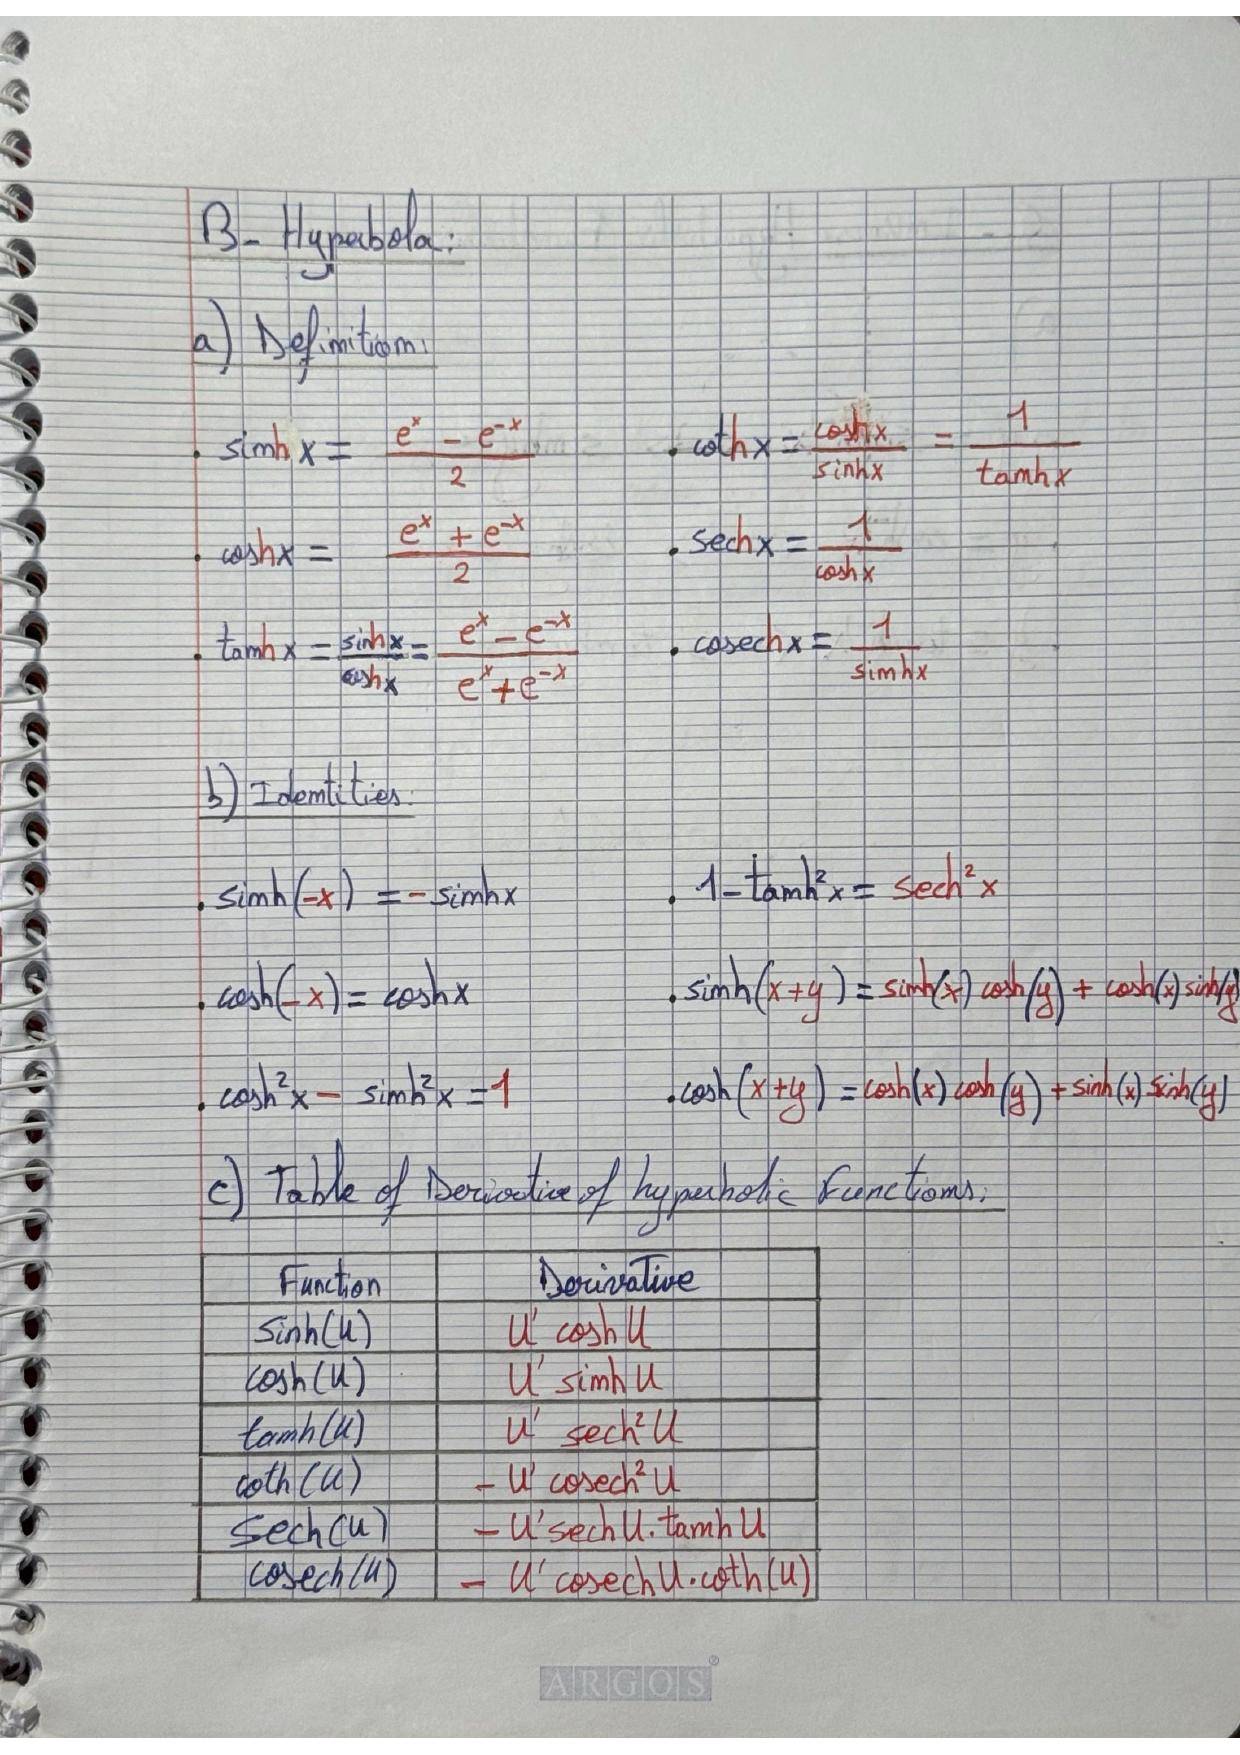 B- Hyperbola:
a) Definition:
. sinh x = (e^x - e^-x)/2
. coth x = cosh x/sinh x = 1/tanh x
. cosh x = (e^x + e^-x)/2
. sech x = 1/cosh x
. tanh x = sinh x/cosh x = (e^x - e^-x)/(e^x + e^-x)
. cosech x = 1/sinh x
b) Identities:
. sinh(-x) = - sinh x
. 1 - tanh²x = sech² x
. cosh(-x) = cosh x
. sinh(x+y) = sinh(x) cosh(y) + cosh(x) sinh(y)
. cosh²x - sinh²x = 1
. cosh(x+y) = cosh(x) cosh(y) + sinh(x) sinh(y)
c) Table of Derivative of hyperbolic Functions:
Function Derivative
Sinh(U) U' cosh U
cosh(U) U' sinh U
tanh(U) U' sech² U
coth(U) - U' cosech² U
Sech(U) - U' sech U . tanh U
cosech(U) - U' cosech U . coth(U)
ARGOS®